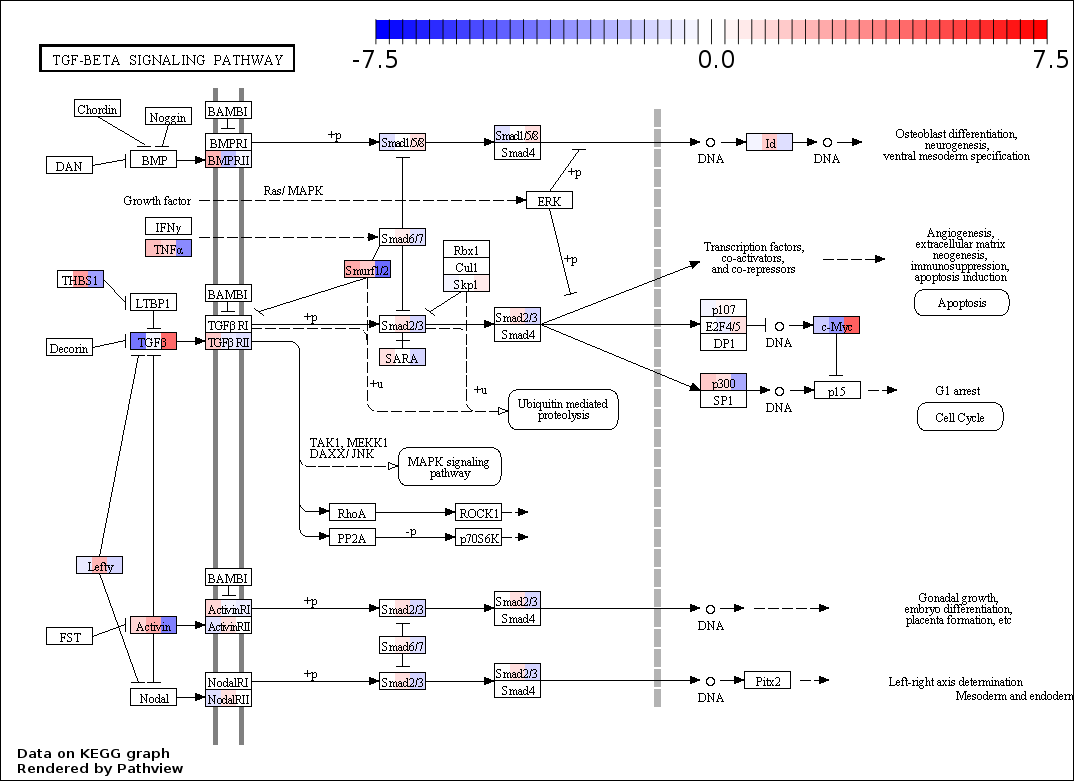 -7.5 0.0 7.5
TGF-BETA SIGNALING PATHWAY
Chordin
Noggin
BAMBI
DAN
BMP
BMPRI
BMPRII
+p
Smad1/5/8
Smad1/5/8
Smad4
DNA
Id
DNA
Osteoblast differentiation,
neurogenesis,
ventral mesoderm specification
Growth factor
Ras/ MAPK
ERK
+p
+p
IFNγ
TNFα
Smad6/7
Rbx1
Cul1
Skp1
Smurf1/2
THBS1
LTBP1
BAMBI
Decorin
TGFβ
TGFβ RI
TGFβ RII
+p
Smad2/3
SARA
Smad2/3
Smad4
Transcription factors,
co-activators,
and co-repressors
Angiogenesis,
extracellular matrix
neogenesis,
immunosuppression,
apoptosis induction
Apoptosis
p107
E2F4/5
DP1
DNA
c-Myc
p300
SP1
DNA
p15
G1 arrest
Cell Cycle
+u
+u
Ubiquitin mediated
proteolysis
TAK1, MEKK1
DAXX/ JNK
MAPK signaling
pathway
RhoA
ROCK1
PP2A
-p
p70S6K
Lefty
BAMBI
FST
Activin
ActivinRI
ActivinRII
+p
Smad2/3
Smad2/3
Smad4
DNA
Gonadal growth,
embryo differentiation,
placenta formation, etc
Smad6/7
Nodal
NodalRI
NodalRII
+p
Smad2/3
Smad2/3
Smad4
DNA
Pitx2
Left-right axis determination
Mesoderm and endoderm
Data on KEGG graph
Rendered by Pathview